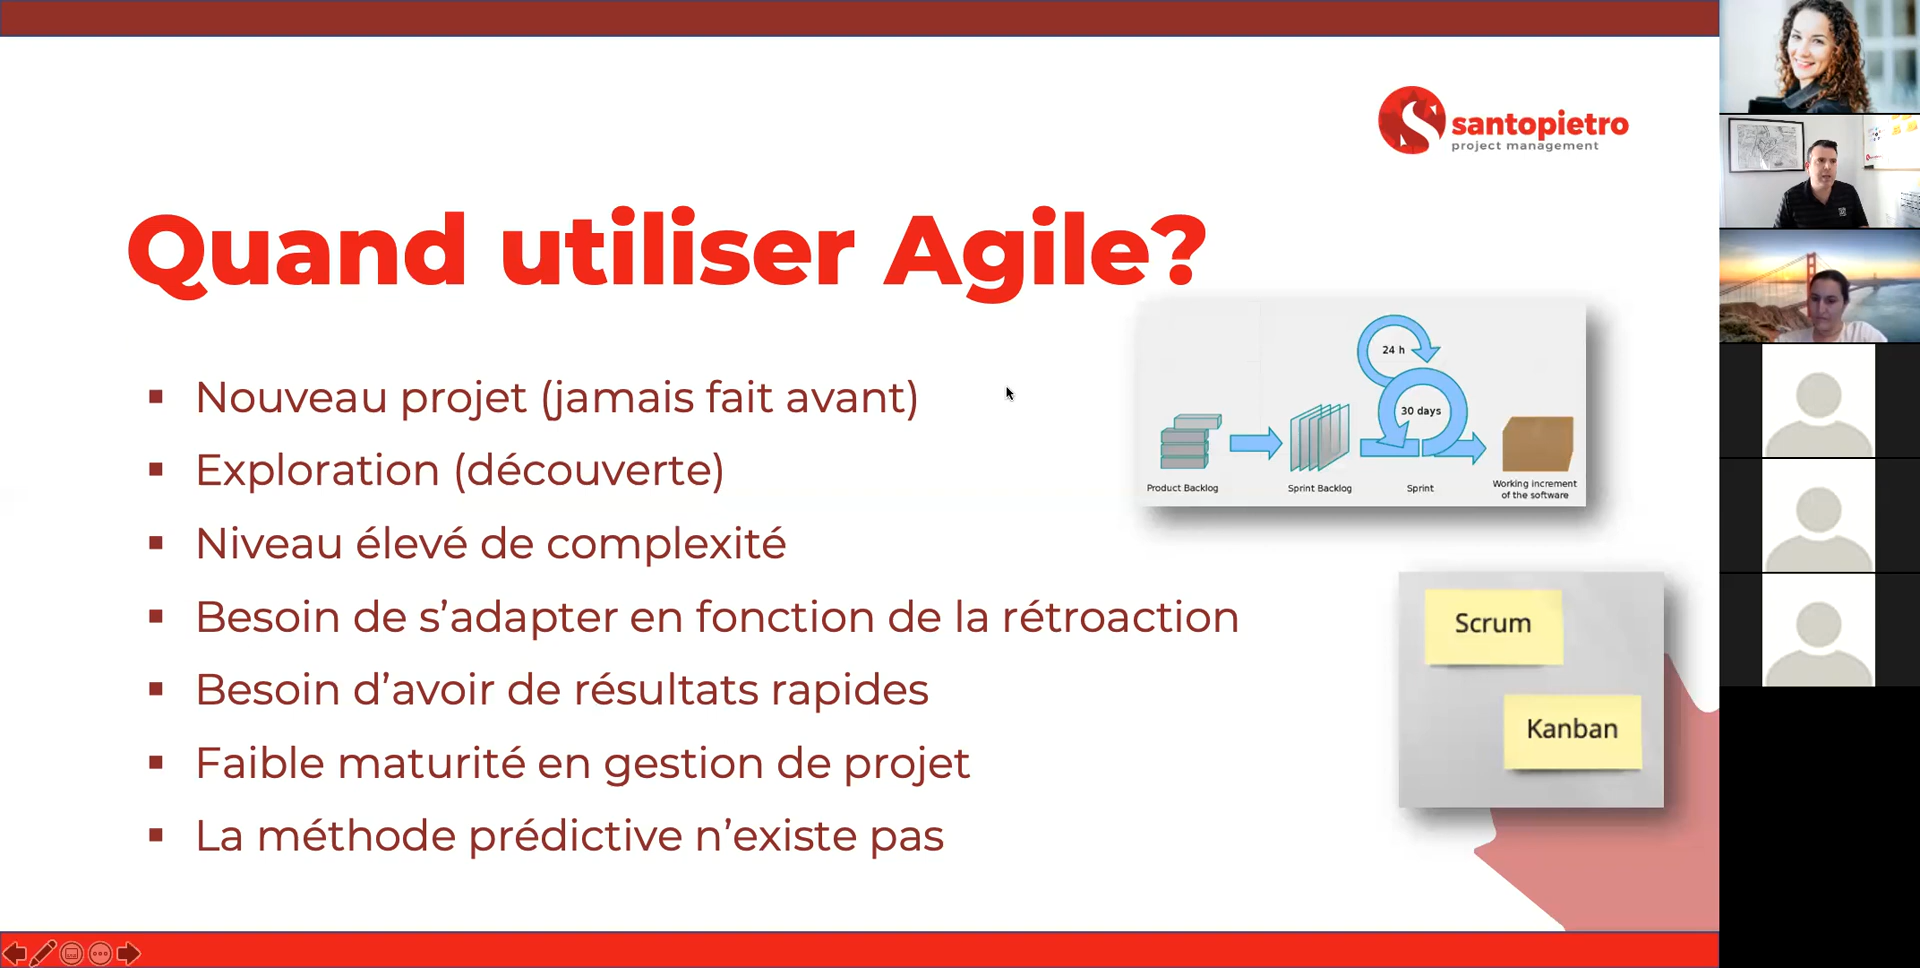 santopietro
project management
Quand utiliser Agile?
Nouveau projet (jamais fait avant)
Exploration (découverte)
Niveau élevé de complexité
Besoin de s’adapter en fonction de la rétroaction
Besoin d’avoir de résultats rapides
Faible maturité en gestion de projet
La méthode prédictive n’existe pas
24 h
30 days
Product Backlog
Sprint Backlog
Sprint
Working increment
of the software
Scrum
Kanban